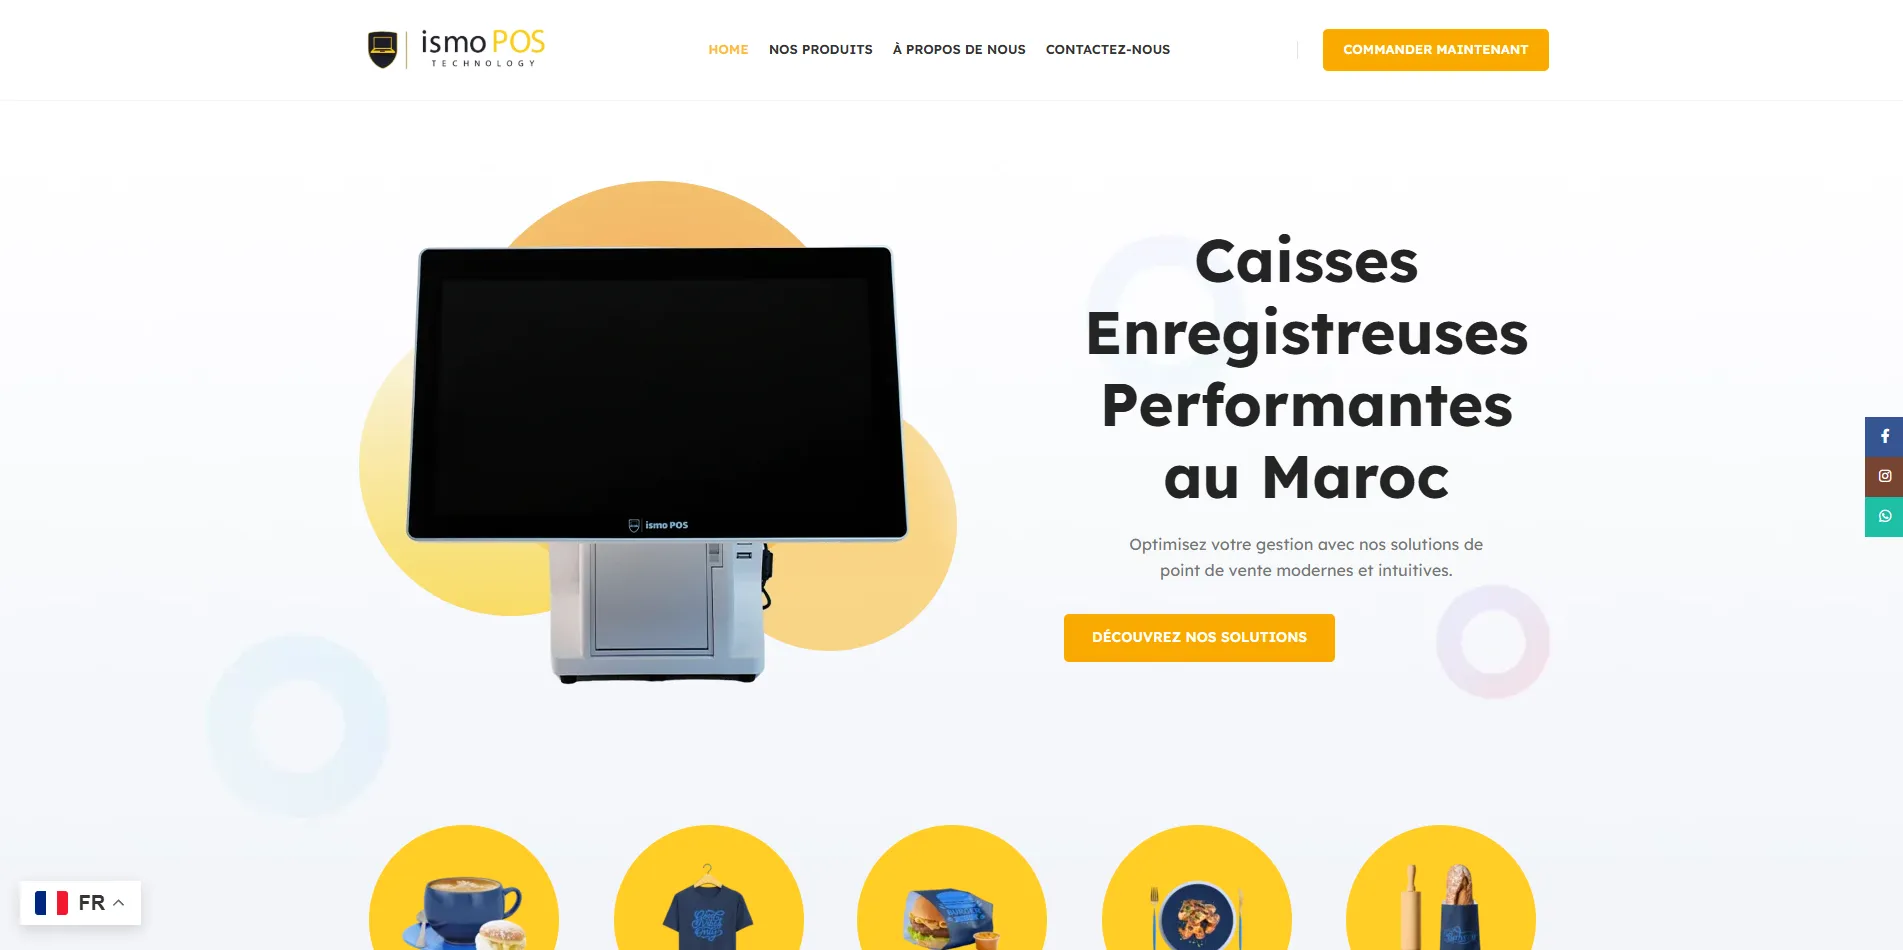 ismo POS
TECHNOLOGY
HOME
NOS PRODUITS
À PROPOS DE NOUS
CONTACTEZ-NOUS
COMMANDER MAINTENANT
Caisses
Enregistreuses
Performantes
au Maroc
Optimisez votre gestion avec nos solutions de
point de vente modernes et intuitives.
DÉCOUVREZ NOS SOLUTIONS
ismo POS
FR